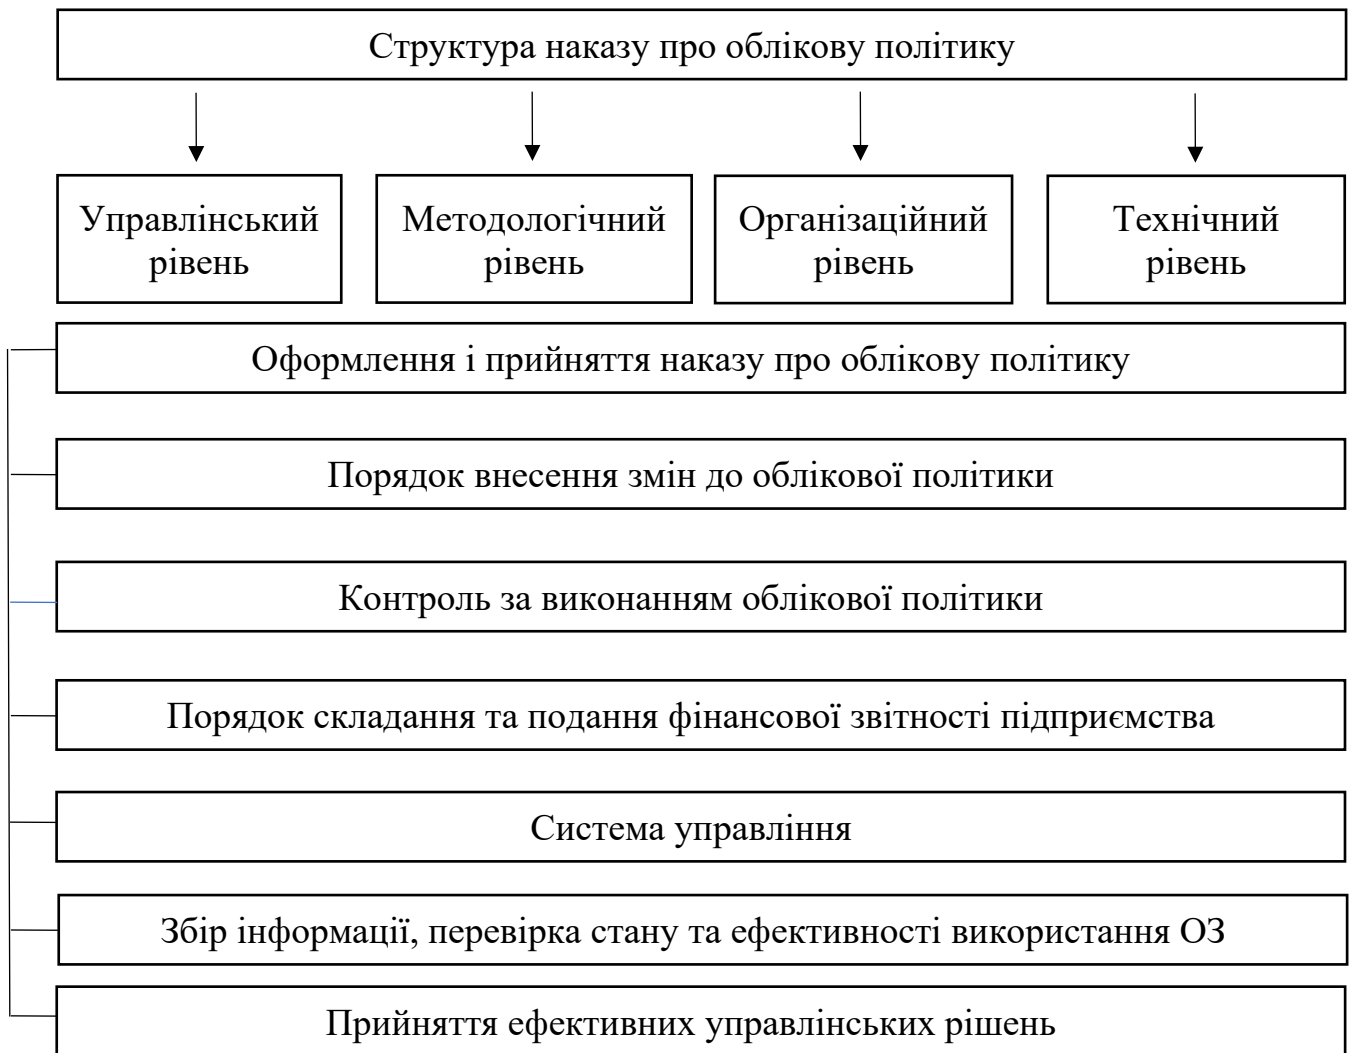 Структура наказу про облікову політику
Управлінський
рівень
Методологічний
рівень
Організаційний
рівень
Технічний
рівень
Оформлення і прийняття наказу про облікову політику
Порядок внесення змін до облікової політики
Контроль за виконанням облікової політики
Порядок складання та подання фінансової звітності підприємства
Система управління
Збір інформації, перевірка стану та ефективності використання ОЗ
Прийняття ефективних управлінських рішень